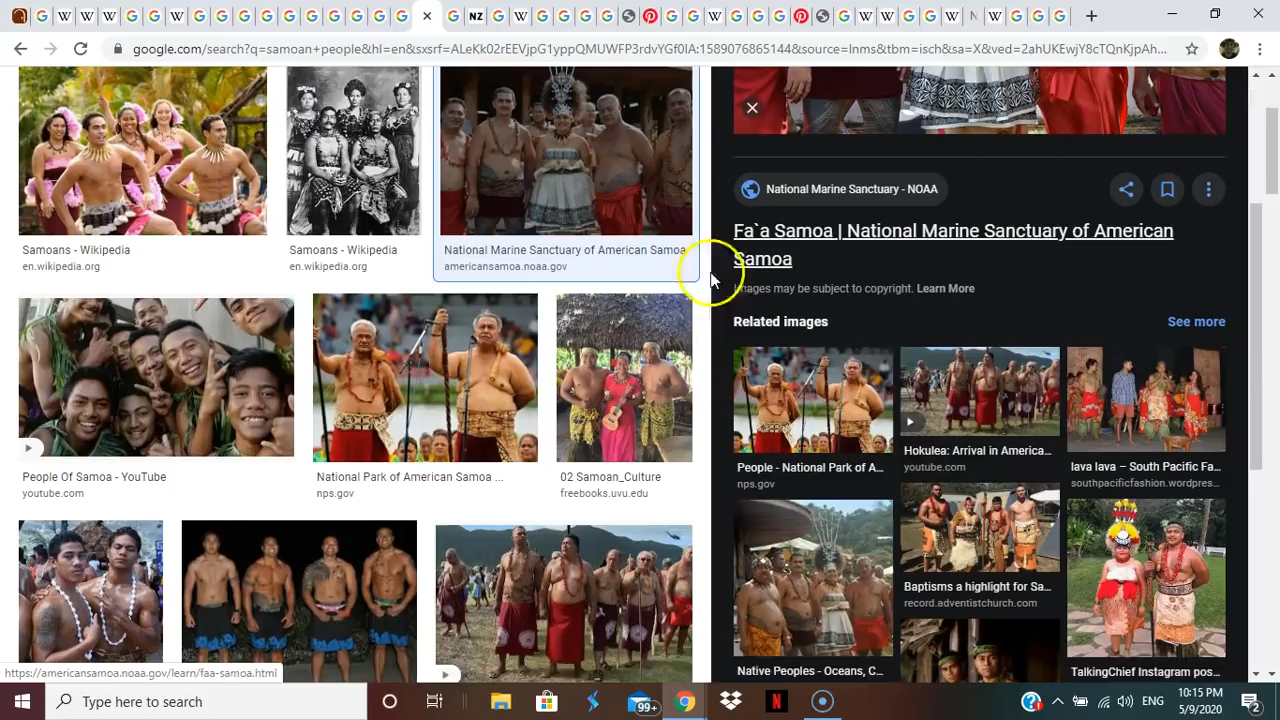 NZ
google.com/search?q=samoan+people&hl=en&sxsrf=ALeKk02rEEVjpG1yppQMUWFP3rdvYGf0IA:1589076865144&source=lnms&tbm=isch&sa=X&ved=2ahUKEwjY8cTQnKjpAh...
Samoans - Wikipedia
en.wikipedia.org
Samoans - Wikipedia
en.wikipedia.org
National Marine Sanctuary of American Samoa
americansamoa.noaa.gov
People Of Samoa - YouTube
youtube.com
National Park of American Samoa ...
nps.gov
02 Samoan_Culture
freebooks.uvu.edu
https://americansamoa.noaa.gov/learn/faa-samoa.html
National Marine Sanctuary - NOAA
Fa`a Samoa | National Marine Sanctuary of American
Samoa
Images may be subject to copyright. Learn More
Related images
See more
People - National Park of A...
nps.gov
Hokulea: Arrival in America...
youtube.com
lava lava – South Pacific Fa...
southpacificfashion.wordpres...
Native Peoples - Oceans, C...
Baptisms a highlight for Sa...
record.adventistchurch.com
TalkingChief Instagram pos...
Type here to search
99+
N
ENG
10:15 PM
5/9/2020
2